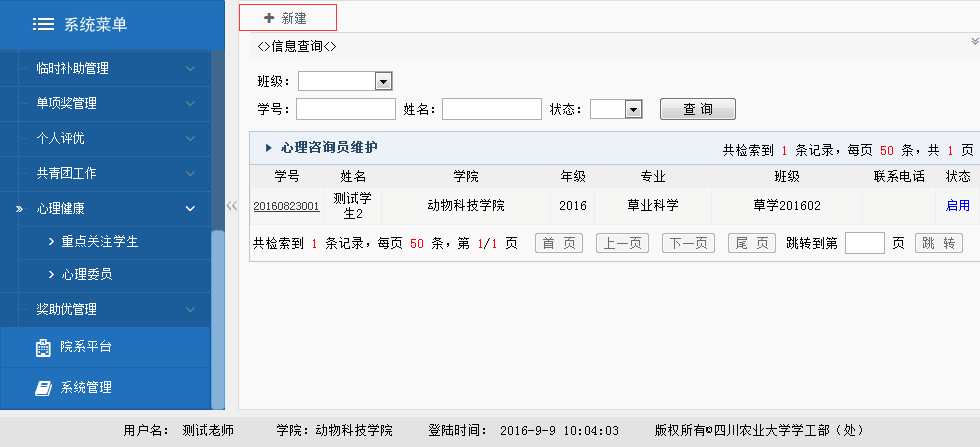 系统菜单
临时补助管理
单项奖管理
个人评优
共青团工作
心理健康
重点关注学生
心理委员
奖助优管理
院系平台
系统管理
新建
<>信息查询<>
班级：
学号： 姓名： 状态： 查 询
心理咨询员维护 共检索到 1 条记录，每页 50 条，共 1 页
学号 姓名 学院 年级 专业 班级 联系电话 状态
20160823001 测试学生2 动物科技学院 2016 草业科学 草学201602 启用
共检索到 1 条记录，每页 50 条，第 1/1 页 首 页 上一页 下一页 尾 页 跳转到第 页 跳 转
用户名： 测试老师 学院：动物科技学院 登陆时间： 2016-9-9 10:04:03 版权所有©四川农业大学学工部（处）